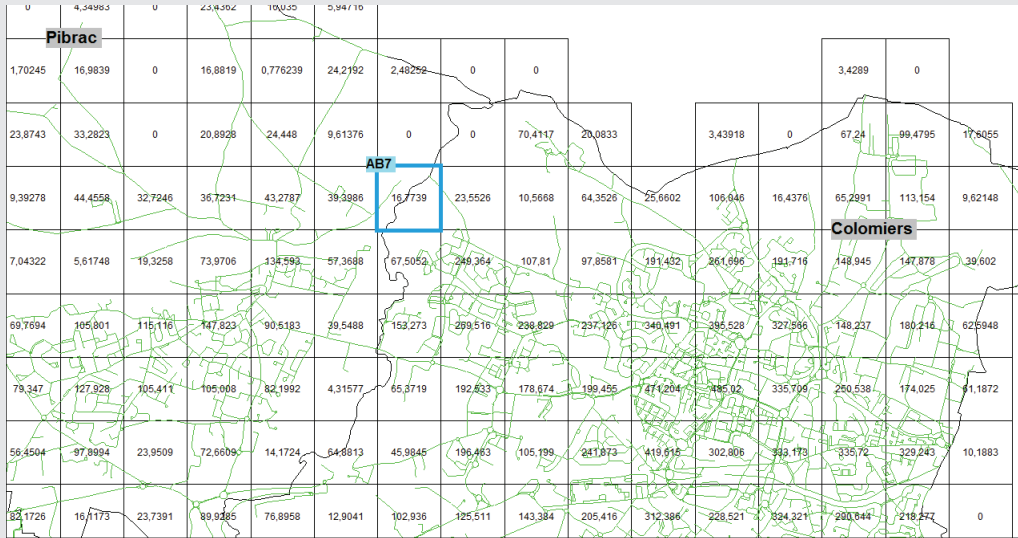 0 4,34983 0 23,4362 16,035 5,94716
Pibrac
1,70245 16,9839 0 16,8819 0,776239 24,2192 2,48252 0 0 3,4289 0
23,8743 33,2823 0 20,8928 24,448 9,61376 0 0 70,4117 20,0833 3,43918 0 67,24 99,4795 17,6055
AB7
9,39278 44,4558 32,7246 36,7231 43,2787 39,3986 16,7739 23,5526 10,5668 64,3526 25,6602 106,046 16,4376 65,2991 113,154 9,62148
Colomiers
7,04322 5,61748 19,3258 73,9706 134,593 57,3688 67,5052 249,364 107,81 97,8581 191,432 261,696 191,716 148,945 147,878 39,602
69,7694 105,801 115,116 147,823 90,5183 39,5488 153,273 269,516 238,829 237,126 340,491 395,528 327,566 148,237 180,216 62,5948
79,347 127,928 105,411 105,008 82,1992 4,31577 65,3719 192,533 178,674 199,455 471,204 485,02 335,709 250,538 174,025 61,1872
56,4504 97,8994 23,9509 72,6609 14,1724 64,8813 45,9845 196,463 105,199 241,873 419,615 302,806 333,173 335,72 329,243 10,1883
82,1726 16,1173 23,7391 89,9285 76,8958 12,9041 102,936 125,511 143,384 205,416 312,386 228,521 324,321 290,644 218,277 0